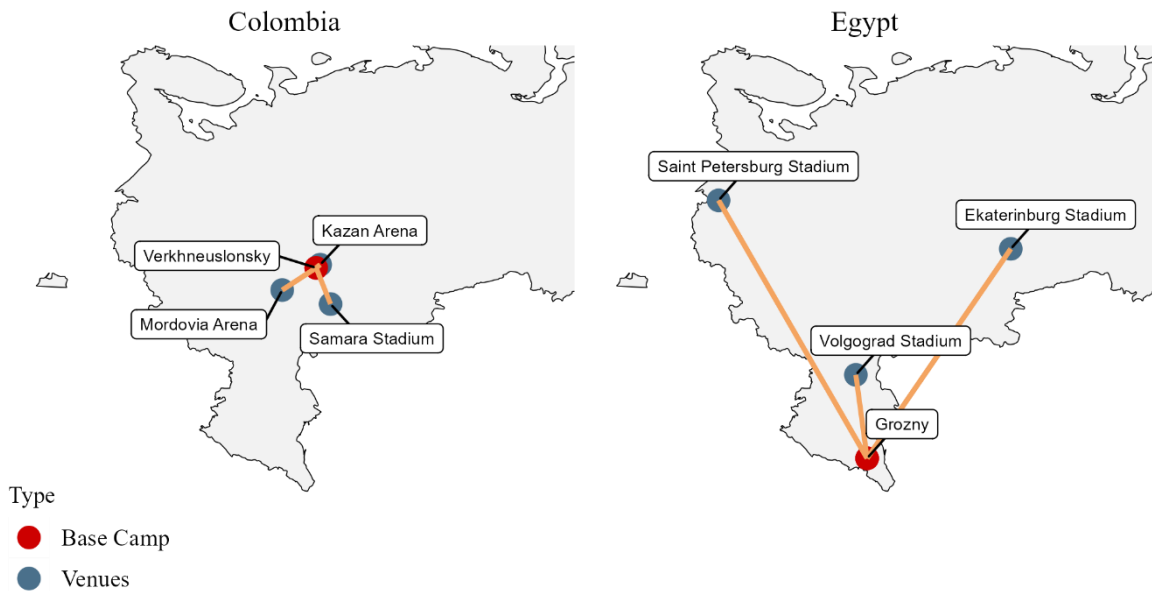 Colombia
Egypt
Saint Petersburg Stadium
Ekaterinburg Stadium
Kazan Arena
Verkhneuslonsky
Mordovia Arena
Samara Stadium
Volgograd Stadium
Grozny
Type
Base Camp
Venues